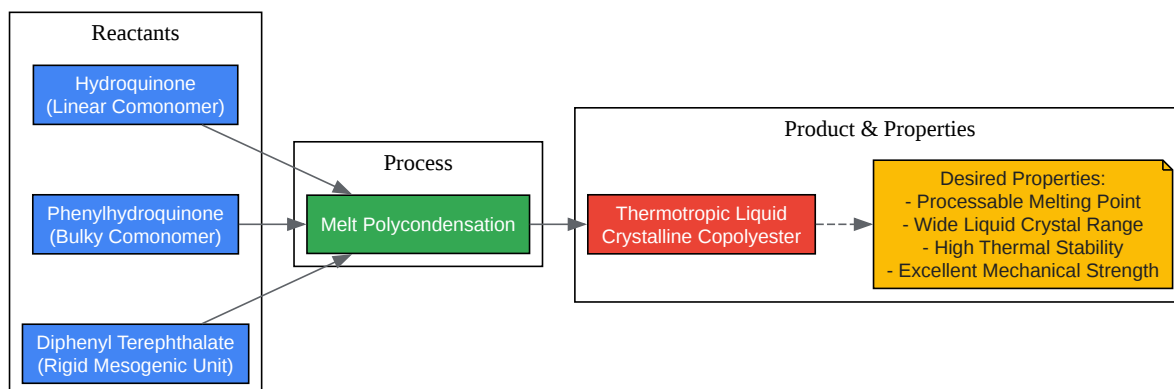 Reactants
Hydroquinone
(Linear Comonomer)
Phenylhydroquinone
(Bulky Comonomer)
Diphenyl Terephthalate
(Rigid Mesogenic Unit)
Process
Melt Polycondensation
Product & Properties
Thermotropic Liquid
Crystalline Copolyester
Desired Properties:
- Processable Melting Point
- Wide Liquid Crystal Range
- High Thermal Stability
- Excellent Mechanical Strength